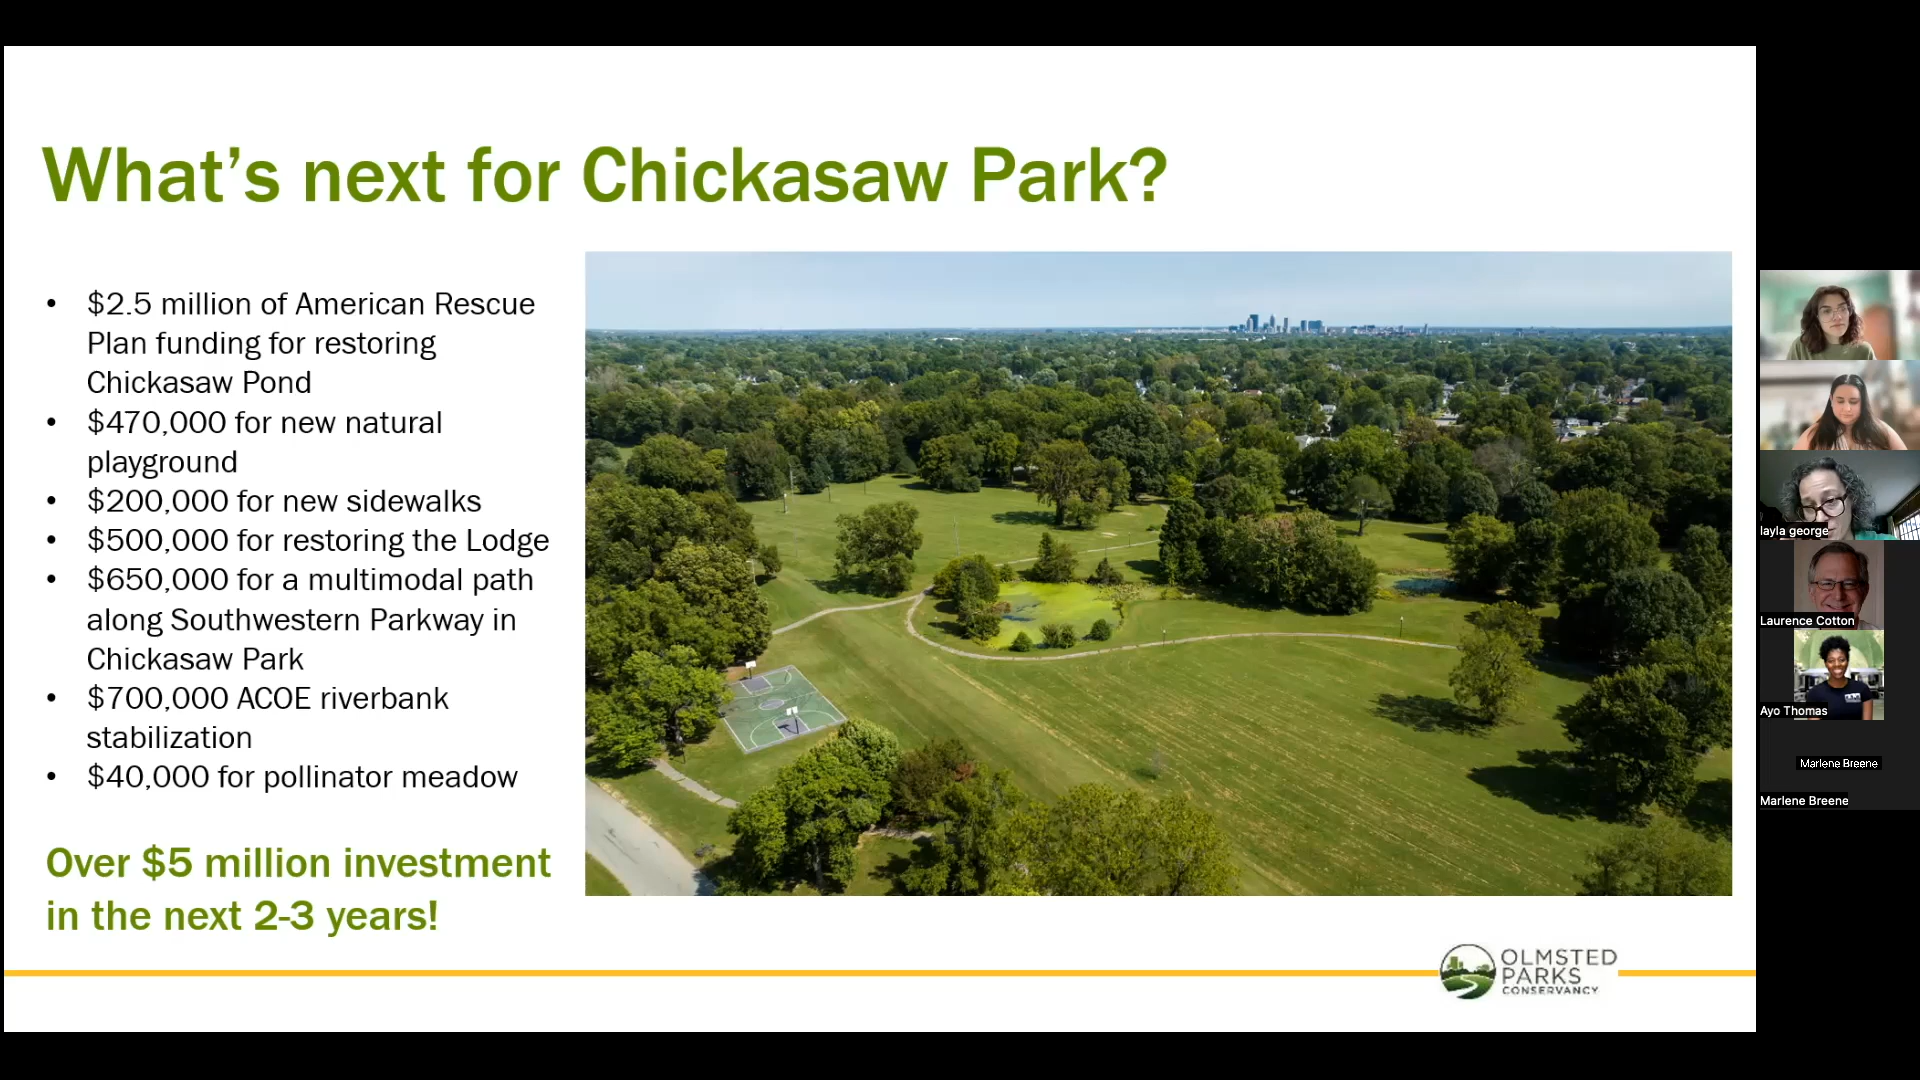 What's next for Chickasaw Park?
• $2.5 million of American Rescue
Plan funding for restoring
Chickasaw Pond
• $470,000 for new natural
playground
• $200,000 for new sidewalks
• $500,000 for restoring the Lodge
• $650,000 for a multimodal path
along Southwestern Parkway in
Chickasaw Park
• $700,000 ACOE riverbank
stabilization
• $40,000 for pollinator meadow
Over $5 million investment
in the next 2-3 years!
OLMSTED
PARKS
CONSERVANCY
layla george
Laurence Cotton
Ayo Thomas
Marlene Breene
Marlene Breene